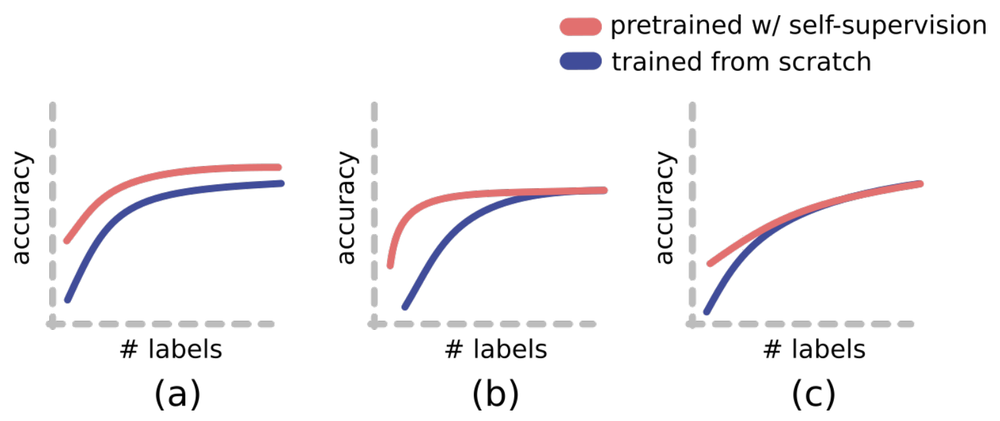 pretrained w/ self-supervision
trained from scratch
accuracy
# labels
(a)
accuracy
# labels
(b)
accuracy
# labels
(c)